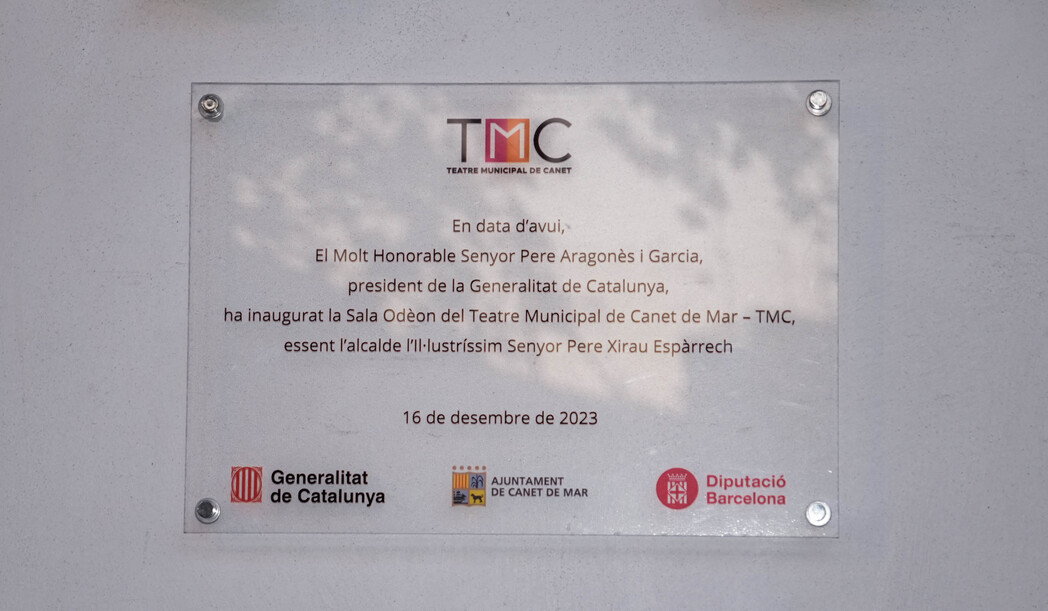 TMC
TEATRE MUNICIPAL DE CANET
En data d'avui,
El Molt Honorable Senyor Pere Aragonès i Garcia,
president de la Generalitat de Catalunya,
ha inaugurat la Sala Odèon del Teatre Municipal de Canet de Mar – TMC,
essent l'alcalde l'Il·lustríssim Senyor Pere Xirau Espàrrech
16 de desembre de 2023
Generalitat
de Catalunya
AJUNTAMENT
DE CANET DE MAR
Diputació
Barcelona